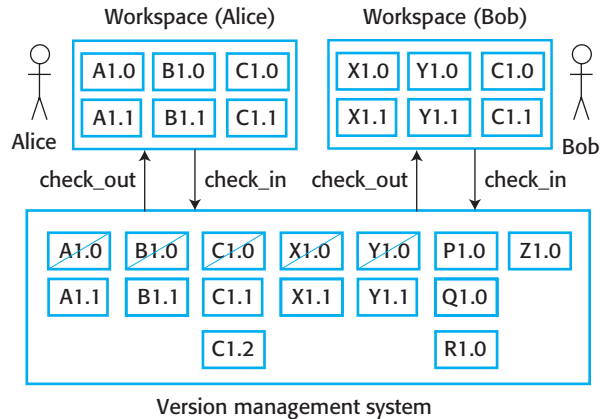 Workspace (Alice) Workspace (Bob)
A1.0 B1.0 C1.0 X1.0 Y1.0 C1.0
A1.1 B1.1 C1.1 X1.1 Y1.1 C1.1
Alice Bob
check_out check_in check_out check_in
A1.0 B1.0 C1.0 X1.0 Y1.0 P1.0 Z1.0
A1.1 B1.1 C1.1 X1.1 Y1.1 Q1.0
C1.2 R1.0
Version management system